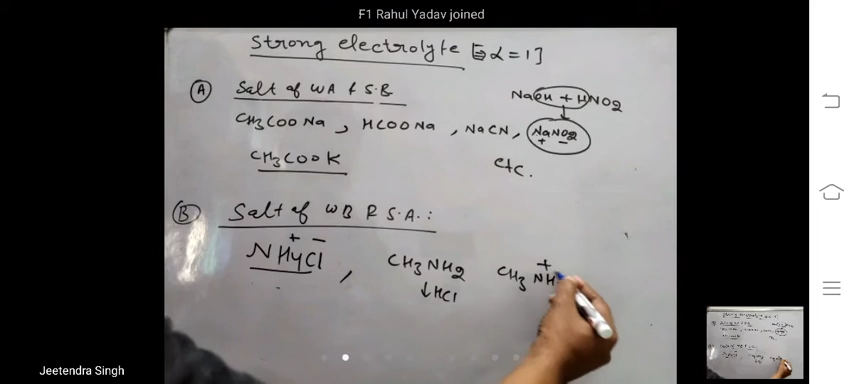 F1 Rahul Yadav joined
Strong electrolyte [⇒ α = 1]
(A) Salt of WA & S.B
NaOH + HNO2
↓
CH3COONa, HCOONa, NaCN, NaNO2
+ −
CH3COOK
etc.
(B) Salt of WB & S.A.:
+ −
NH4Cl, CH3NH2
↓HCl
+
CH3NH
Jeetendra Singh